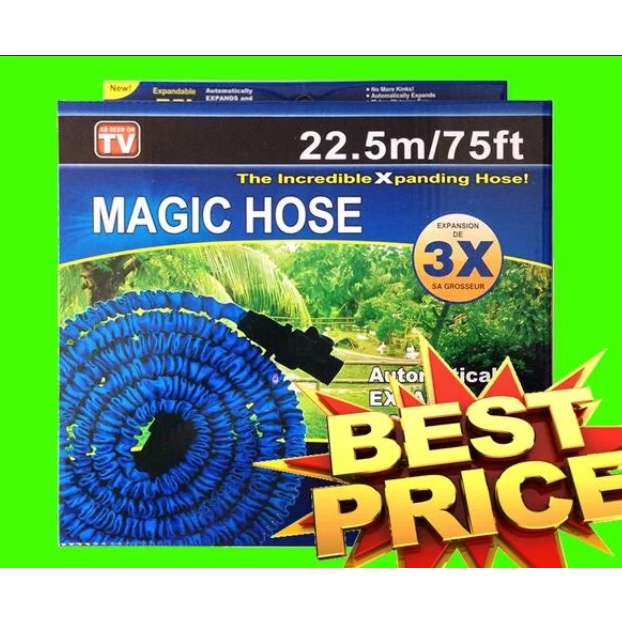 New!
Expandable
Automatically
EXPANDS and
• No More Kinks!
• Automatically Expands
AS SEEN ON
TV
22.5m/75ft
The Incredible Xpanding Hose!
MAGIC HOSE
EXPANSION
DE
3X
SA GROSSEUR
BEST
PRICE